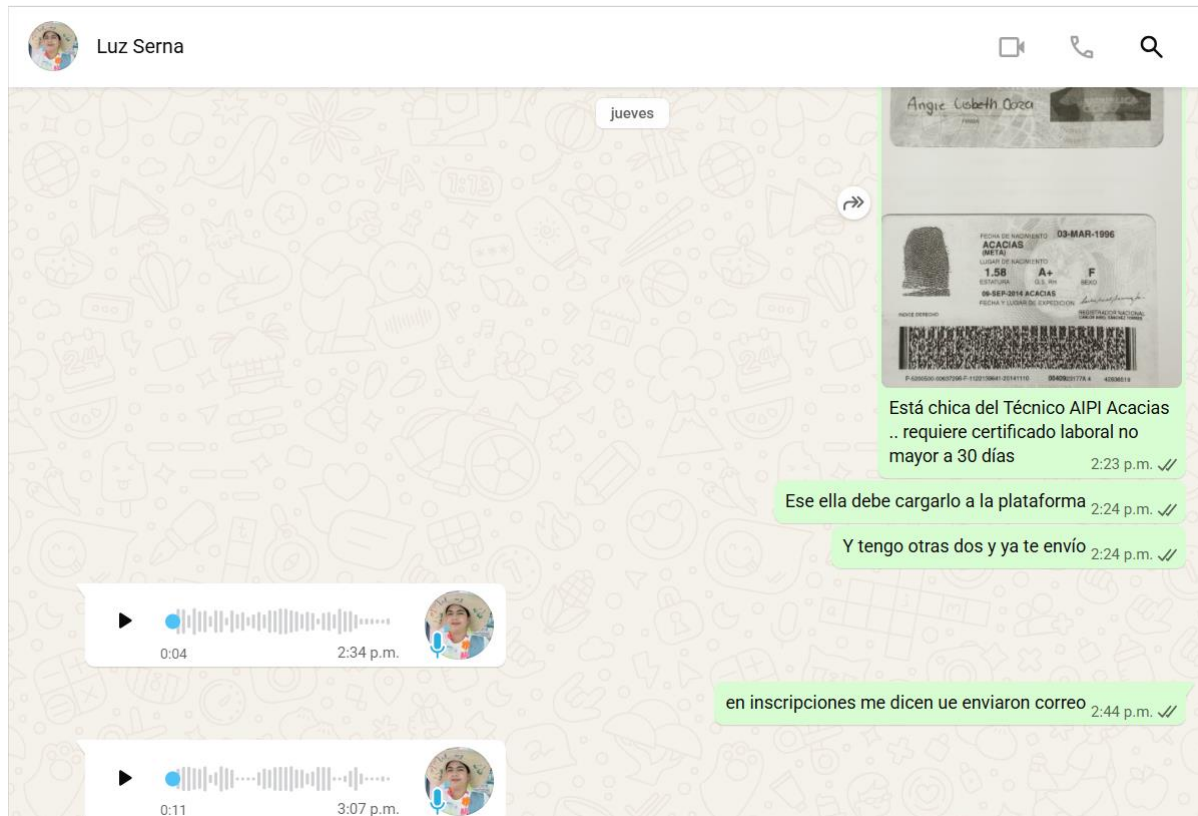 Luz Serna
jueves
Angie Lisbeth
FECHA DE NACIMIENTO 03-MAR-1996
ACACIAS
(META)
LUGAR DE NACIMIENTO
1.58 A+ F
ESTATURA G.S. RH SEXO
09-SEP-2014 ACACIAS
FECHA Y LUGAR DE EXPEDICION
INDICE DERECHO
REGISTRADOR NACIONAL
Está chica del Técnico AIPI Acacias
.. requiere certificado laboral no
mayor a 30 días 2:23 p.m.
Ese ella debe cargarlo a la plataforma 2:24 p.m.
Y tengo otras dos y ya te envío 2:24 p.m.
0:04 2:34 p.m.
en inscripciones me dicen ue enviaron correo 2:44 p.m.
0:11 3:07 p.m.